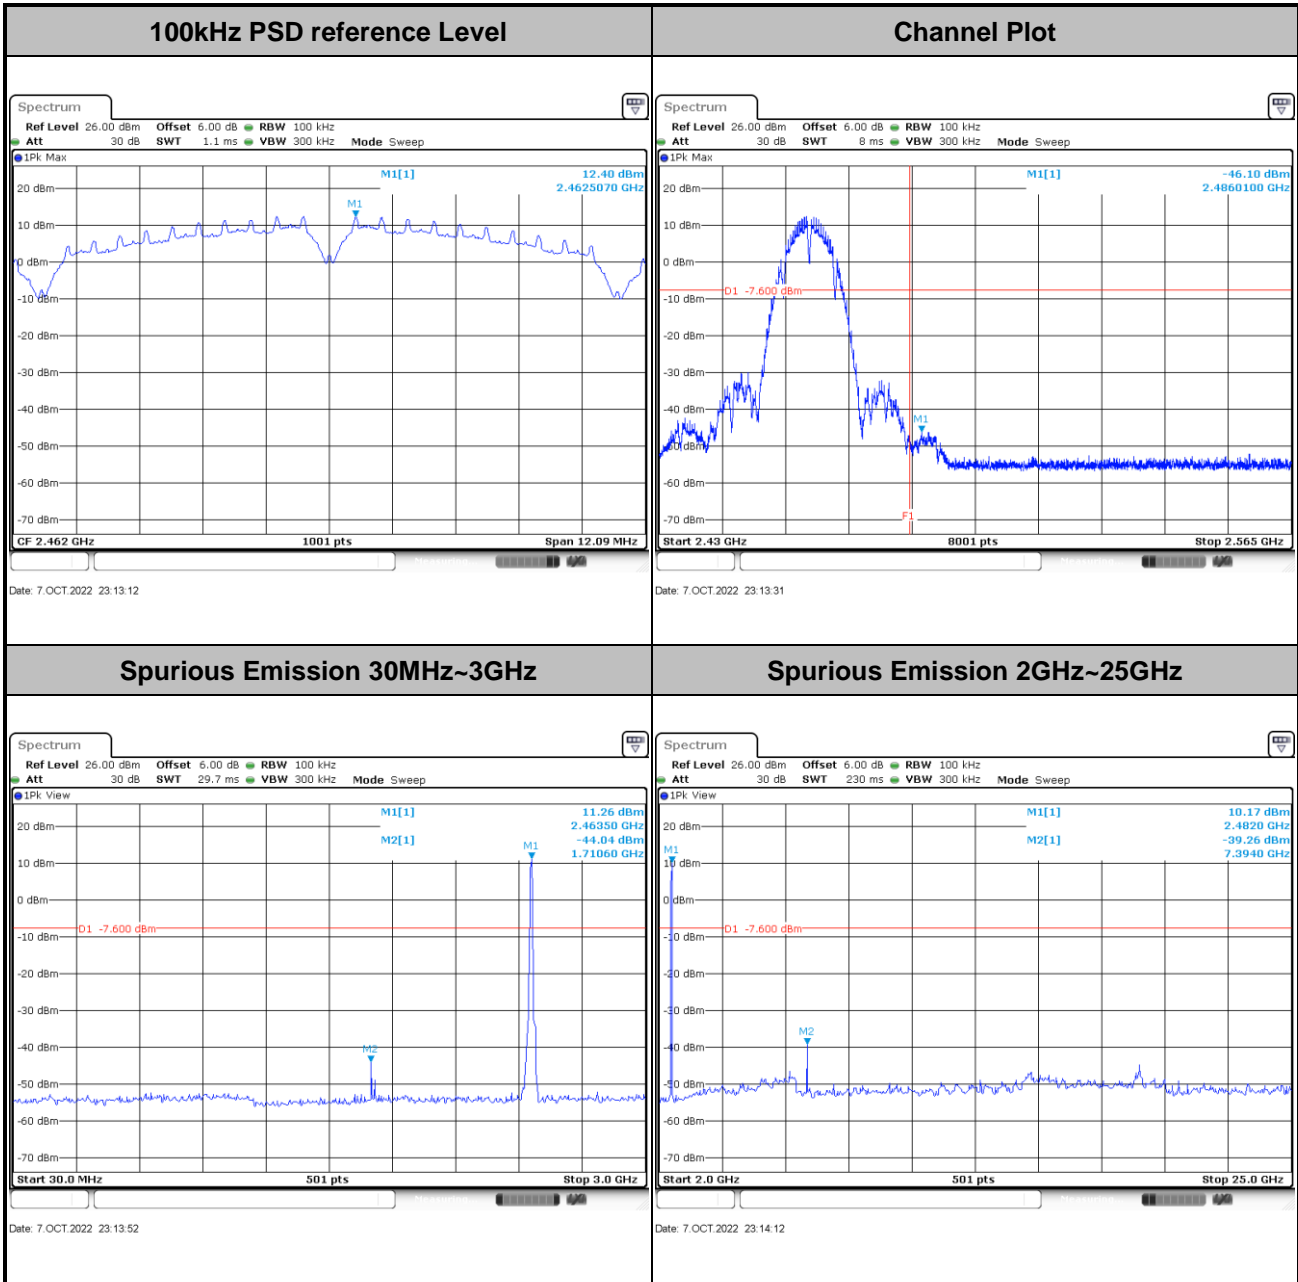 100kHz PSD reference Level
Spectrum
Ref Level 26.00 dBm Offset 6.00 dB RBW 100 kHz
Att 30 dB SWT 1.1 ms VBW 300 kHz Mode Sweep
1Pk Max
M1[1] 12.40 dBm
2.4625070 GHz
M1
20 dBm
10 dBm
0 dBm
-10 dBm
-20 dBm
-30 dBm
-40 dBm
-50 dBm
-60 dBm
-70 dBm
CF 2.462 GHz 1001 pts Span 12.09 MHz
Measuring...
Date: 7.OCT.2022 23:13:12
Channel Plot
Spectrum
Ref Level 26.00 dBm Offset 6.00 dB RBW 100 kHz
Att 30 dB SWT 8 ms VBW 300 kHz Mode Sweep
1Pk Max
M1[1] -46.10 dBm
2.4860100 GHz
20 dBm
10 dBm
0 dBm
D1 -7.600 dBm
-10 dBm
-20 dBm
-30 dBm
-40 dBm
M1
-50 dBm
-60 dBm
-70 dBm
F1
Start 2.43 GHz 8001 pts Stop 2.565 GHz
Measuring...
Date: 7.OCT.2022 23:13:31
Spurious Emission 30MHz~3GHz
Spectrum
Ref Level 26.00 dBm Offset 6.00 dB RBW 100 kHz
Att 30 dB SWT 29.7 ms VBW 300 kHz Mode Sweep
1Pk View
M1[1] 11.26 dBm
2.46350 GHz
M2[1] -44.04 dBm
1.71060 GHz
M1
20 dBm
10 dBm
0 dBm
D1 -7.600 dBm
-10 dBm
-20 dBm
-30 dBm
-40 dBm
M2
-50 dBm
-60 dBm
-70 dBm
Start 30.0 MHz 501 pts Stop 3.0 GHz
Measuring...
Date: 7.OCT.2022 23:13:52
Spurious Emission 2GHz~25GHz
Spectrum
Ref Level 26.00 dBm Offset 6.00 dB RBW 100 kHz
Att 30 dB SWT 230 ms VBW 300 kHz Mode Sweep
1Pk View
M1[1] 10.17 dBm
2.4820 GHz
M2[1] -39.26 dBm
7.3940 GHz
20 dBm
M1
10 dBm
0 dBm
D1 -7.600 dBm
-10 dBm
-20 dBm
-30 dBm
M2
-40 dBm
-50 dBm
-60 dBm
-70 dBm
Start 2.0 GHz 501 pts Stop 25.0 GHz
Measuring...
Date: 7.OCT.2022 23:14:12